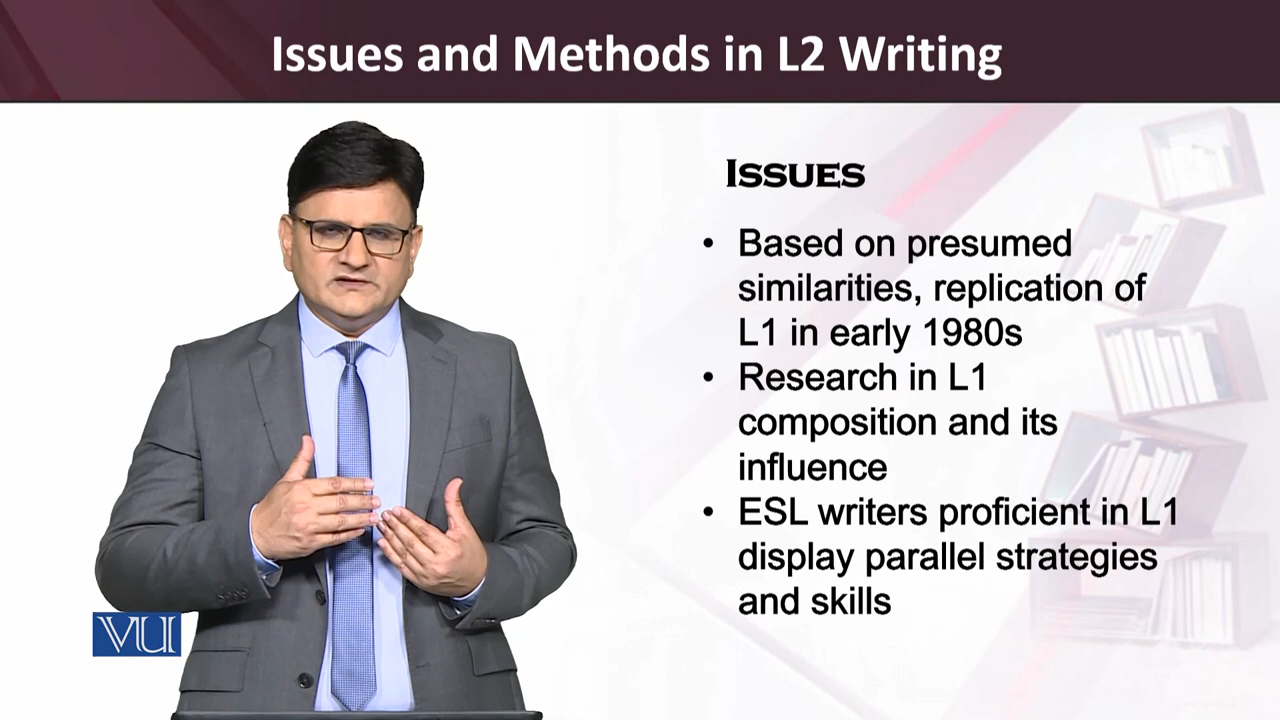 Issues and Methods in L2 Writing
ISSUES
• Based on presumed
similarities, replication of
L1 in early 1980s
• Research in L1
composition and its
influence
• ESL writers proficient in L1
display parallel strategies
and skills
VU